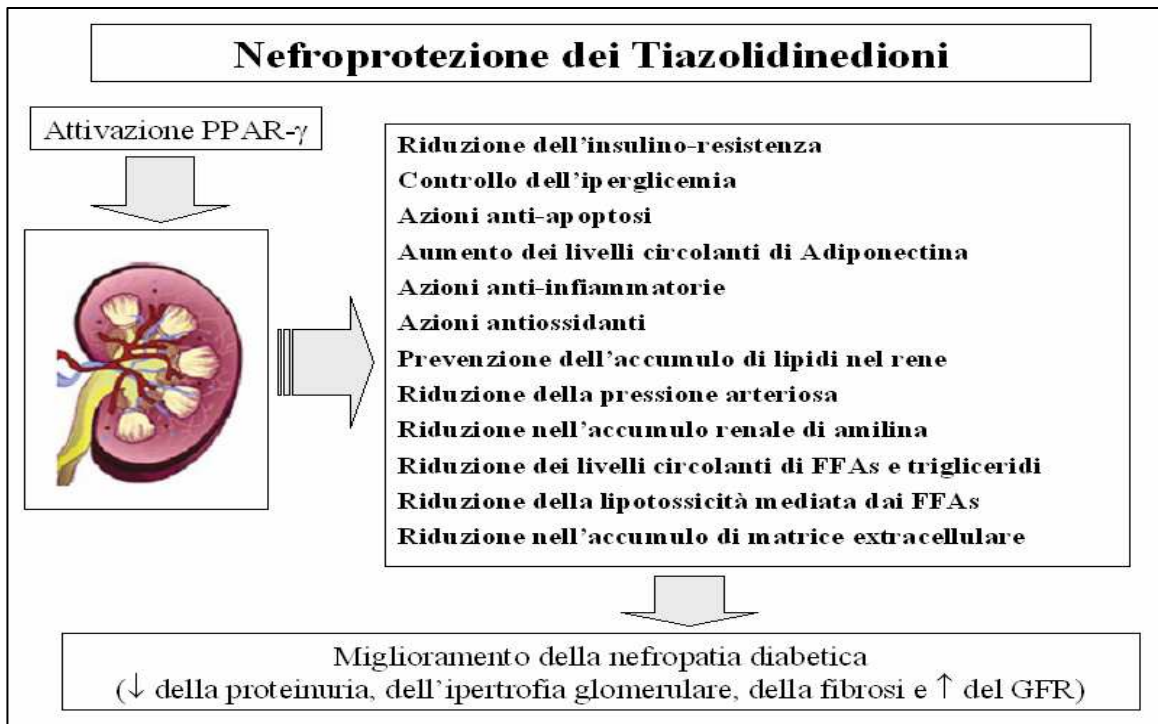 Nefroprotezione dei Tiazolidinedioni
Attivazione PPAR-γ
Riduzione dell'insulino-resistenza
Controllo dell'iperglicemia
Azioni anti-apoptosi
Aumento dei livelli circolanti di Adiponectina
Azioni anti-infiammatorie
Azioni antiossidanti
Prevenzione dell'accumulo di lipidi nel rene
Riduzione della pressione arteriosa
Riduzione nell'accumulo renale di amilina
Riduzione dei livelli circolanti di FFAs e trigliceridi
Riduzione della lipotossicità mediata dai FFAs
Riduzione nell'accumulo di matrice extracellulare
Miglioramento della nefropatia diabetica
(↓ della proteinuria, dell'ipertrofia glomerulare, della fibrosi e ↑ del GFR)